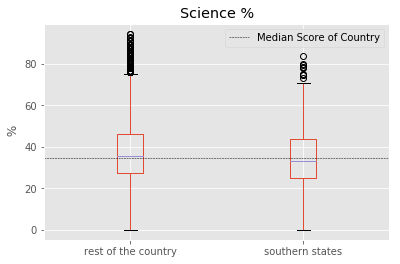 Science %
Median Score of Country
80
60
40
20
0
%
rest of the country
southern states